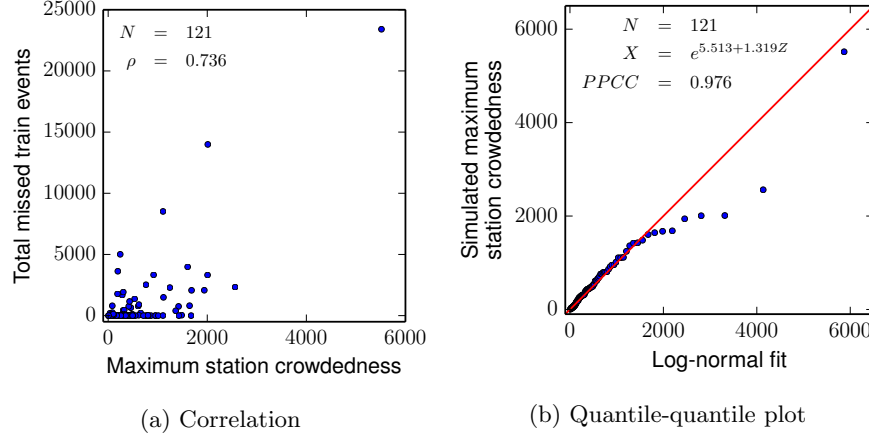 25000
20000
15000
10000
5000
0
Total missed train events
N = 121
ρ = 0.736
0 2000 4000 6000
Maximum station crowdedness
(a) Correlation
6000
4000
2000
0
Simulated maximum
station crowdedness
N = 121
X = e^{5.513+1.319Z}
PPCC = 0.976
0 2000 4000 6000
Log-normal fit
(b) Quantile-quantile plot